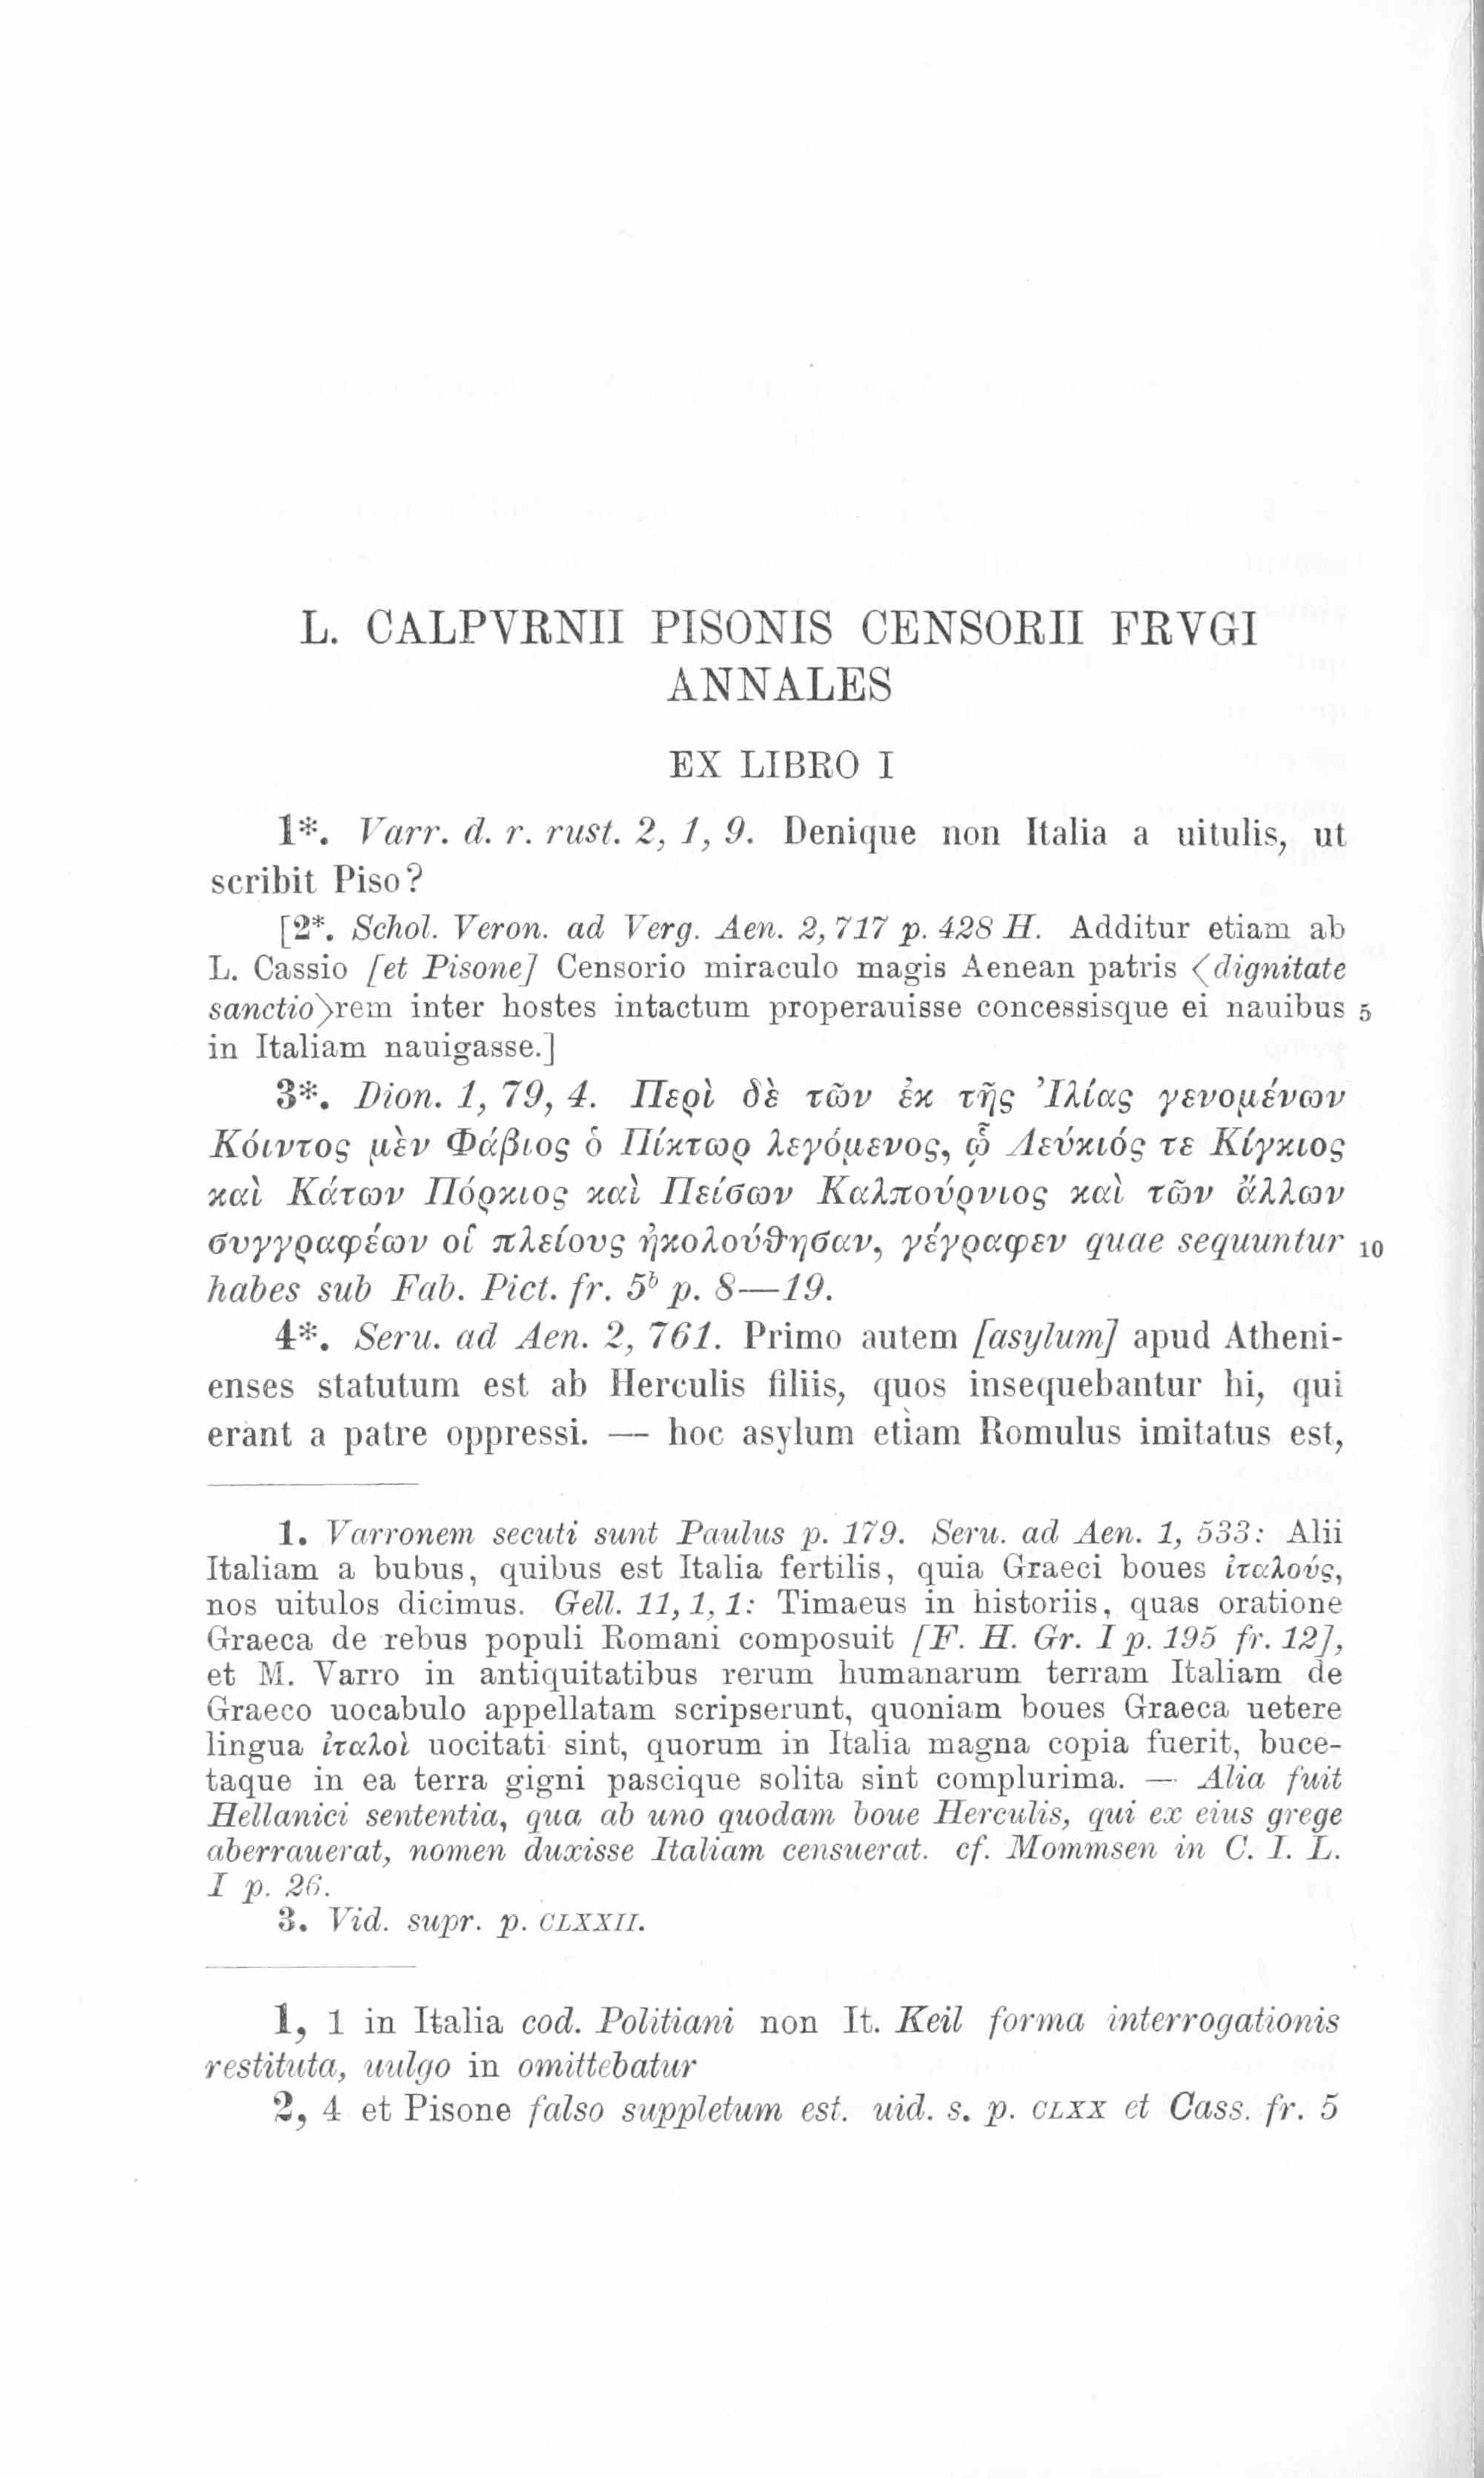 L. CALPVRNII PISONIS CENSORII FRVGI
ANNALES
EX LIBRO I
1*. Varr. d. r. rust. 2, 1, 9. Denique non Italia a uitulis, ut
scribit Piso?
[2*. Schol. Veron. ad Verg. Aen. 2, 717 p. 428 H. Additur etiam ab
L. Cassio [et Pisone] Censorio miraculo magis Aenean patris ⟨dignitate
sanctio⟩rem inter hostes intactum properauisse concessisque ei nauibus 5
in Italiam nauigasse.]
3*. Dion. 1, 79, 4. Περὶ δὲ τῶν ἐκ τῆς Ἰλίας γενομένων
Κόιντος μὲν Φάβιος ὁ Πίκτωρ λεγόμενος, ᾧ Λεύκιός τε Κίγκιος
καὶ Κάτων Πόρκιος καὶ Πείσων Καλπούρνιος καὶ τῶν ἄλλων
συγγραφέων οἱ πλείους ἠκολούθησαν, γέγραφεν quae sequuntur 10
habes sub Fab. Pict. fr. 5ᵇ p. 8—19.
4*. Seru. ad Aen. 2, 761. Primo autem [asylum] apud Atheni-
enses statutum est ab Herculis filiis, quos insequebantur hi, qui
erant a patre oppressi. — hoc asylum etiam Romulus imitatus est,
1. Varronem secuti sunt Paulus p. 179. Seru. ad Aen. 1, 533: Alii
Italiam a bubus, quibus est Italia fertilis, quia Graeci boues ἰταλούς,
nos uitulos dicimus. Gell. 11, 1, 1: Timaeus in historiis, quas oratione
Graeca de rebus populi Romani composuit [F. H. Gr. I p. 195 fr. 12],
et M. Varro in antiquitatibus rerum humanarum terram Italiam de
Graeco uocabulo appellatam scripserunt, quoniam boues Graeca uetere
lingua ἰταλοὶ uocitati sint, quorum in Italia magna copia fuerit, buce-
taque in ea terra gigni pascique solita sint complurima. — Alia fuit
Hellanici sententia, qua ab uno quodam boue Herculis, qui ex eius grege
aberrauerat, nomen duxisse Italiam censuerat. cf. Mommsen in C. I. L.
I p. 26.
3. Vid. supr. p. CLXXII.
1, 1 in Italia cod. Politiani non It. Keil forma interrogationis
restituta, uulgo in omittebatur
2, 4 et Pisone falso suppletum est. uid. s. p. CLXX et Cass. fr. 5